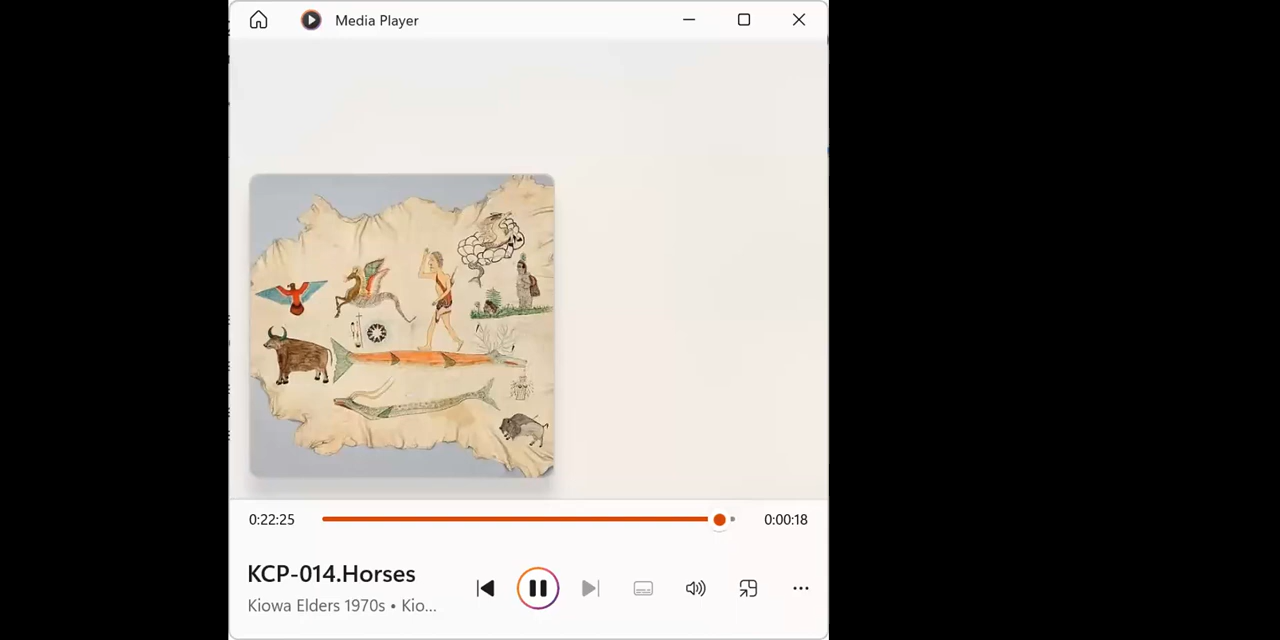 Media Player
0:22:25
0:00:18
KCP-014.Horses
Kiowa Elders 1970s • Kio...